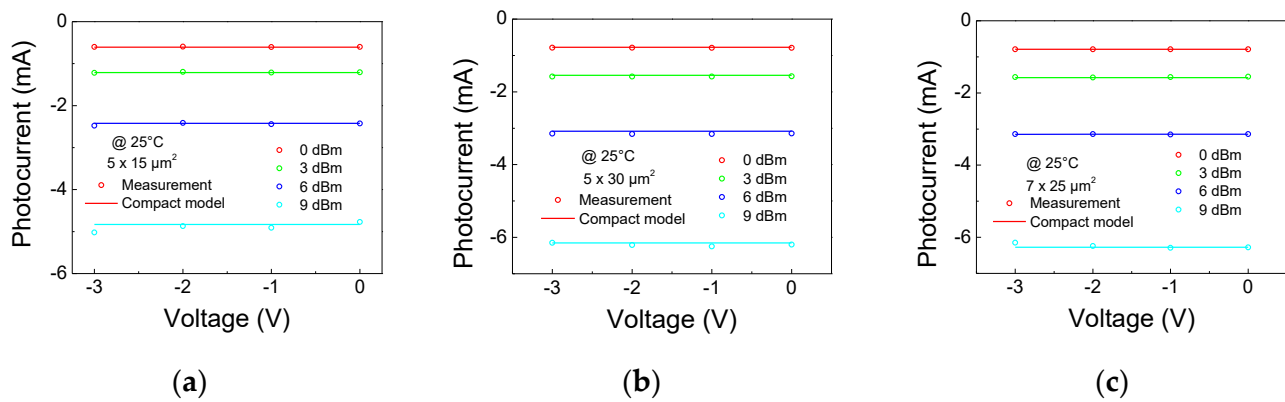 0
-2
-4
-6
Photocurrent (mA)
-3 -2 -1 0
Voltage (V)
@ 25°C
5 x 15 µm²
Measurement
Compact model
0 dBm
3 dBm
6 dBm
9 dBm
(a)
0
-2
-4
-6
Photocurrent (mA)
-3 -2 -1 0
Voltage (V)
@ 25°C
5 x 30 µm²
Measurement
Compact model
0 dBm
3 dBm
6 dBm
9 dBm
(b)
0
-2
-4
-6
Photocurrent (mA)
-3 -2 -1 0
Voltage (V)
@ 25°C
7 x 25 µm²
Measurement
Compact model
0 dBm
3 dBm
6 dBm
9 dBm
(c)